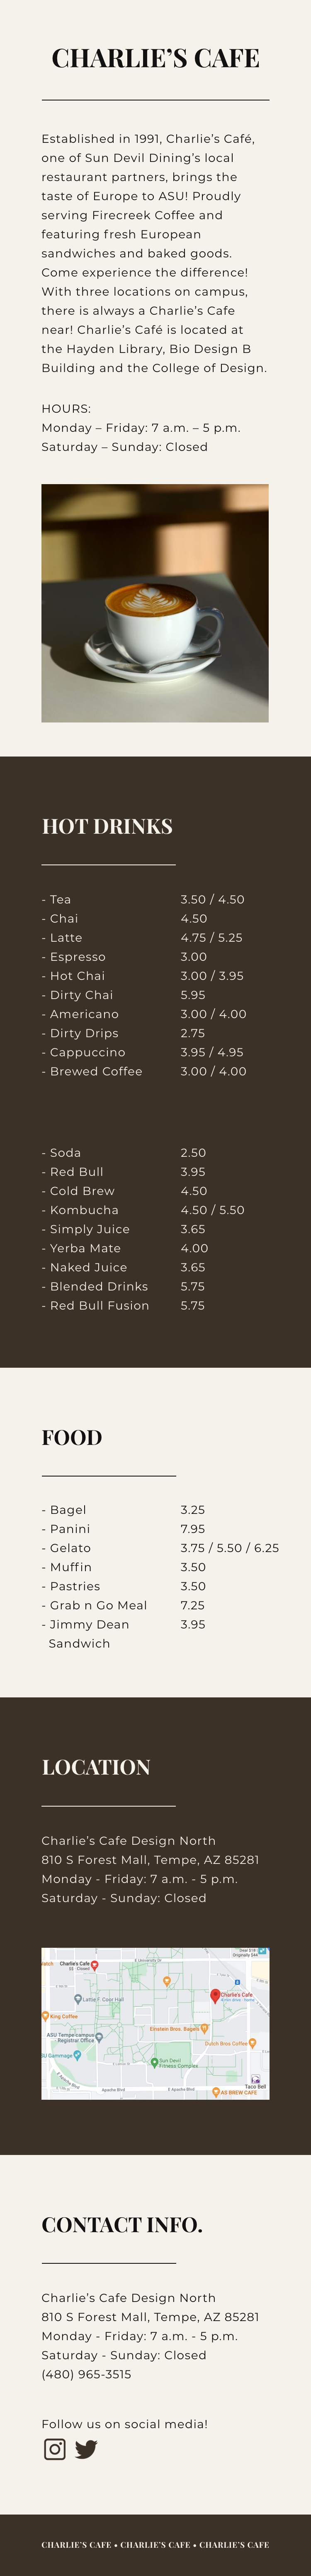 CHARLIE’S CAFE
Established in 1991, Charlie’s Café,
one of Sun Devil Dining’s local
restaurant partners, brings the
taste of Europe to ASU! Proudly
serving Firecreek Coffee and
featuring fresh European
sandwiches and baked goods.
Come experience the difference!
With three locations on campus,
there is always a Charlie’s Cafe
near! Charlie’s Café is located at
the Hayden Library, Bio Design B
Building and the College of Design.
HOURS:
Monday – Friday: 7 a.m. – 5 p.m.
Saturday – Sunday: Closed
HOT DRINKS
- Tea 3.50 / 4.50
- Chai 4.50
- Latte 4.75 / 5.25
- Espresso 3.00
- Hot Chai 3.00 / 3.95
- Dirty Chai 5.95
- Americano 3.00 / 4.00
- Dirty Drips 2.75
- Cappuccino 3.95 / 4.95
- Brewed Coffee 3.00 / 4.00
- Soda 2.50
- Red Bull 3.95
- Cold Brew 4.50
- Kombucha 4.50 / 5.50
- Simply Juice 3.65
- Yerba Mate 4.00
- Naked Juice 3.65
- Blended Drinks 5.75
- Red Bull Fusion 5.75
FOOD
- Bagel 3.25
- Panini 7.95
- Gelato 3.75 / 5.50 / 6.25
- Muffin 3.50
- Pastries 3.50
- Grab n Go Meal 7.25
- Jimmy Dean 3.95
Sandwich
LOCATION
Charlie’s Cafe Design North
810 S Forest Mall, Tempe, AZ 85281
Monday - Friday: 7 a.m. - 5 p.m.
Saturday - Sunday: Closed
Charlie's Cafe
Closed
E University Dr
Charlie's Cafe
King Coffee
Einstein Bros. Bagels
ASU Tempe campus
Registrar Office
Dutch Bros Coffee
Gammage
Sun Devil
Fitness Complex
Taco Bell
E Apache Blvd
Apache Blvd
E Apache Blvd
AS BREW CAFE
CONTACT INFO.
Charlie’s Cafe Design North
810 S Forest Mall, Tempe, AZ 85281
Monday - Friday: 7 a.m. - 5 p.m.
Saturday - Sunday: Closed
(480) 965-3515
Follow us on social media!
CHARLIE’S CAFE • CHARLIE’S CAFE • CHARLIE’S CAFE